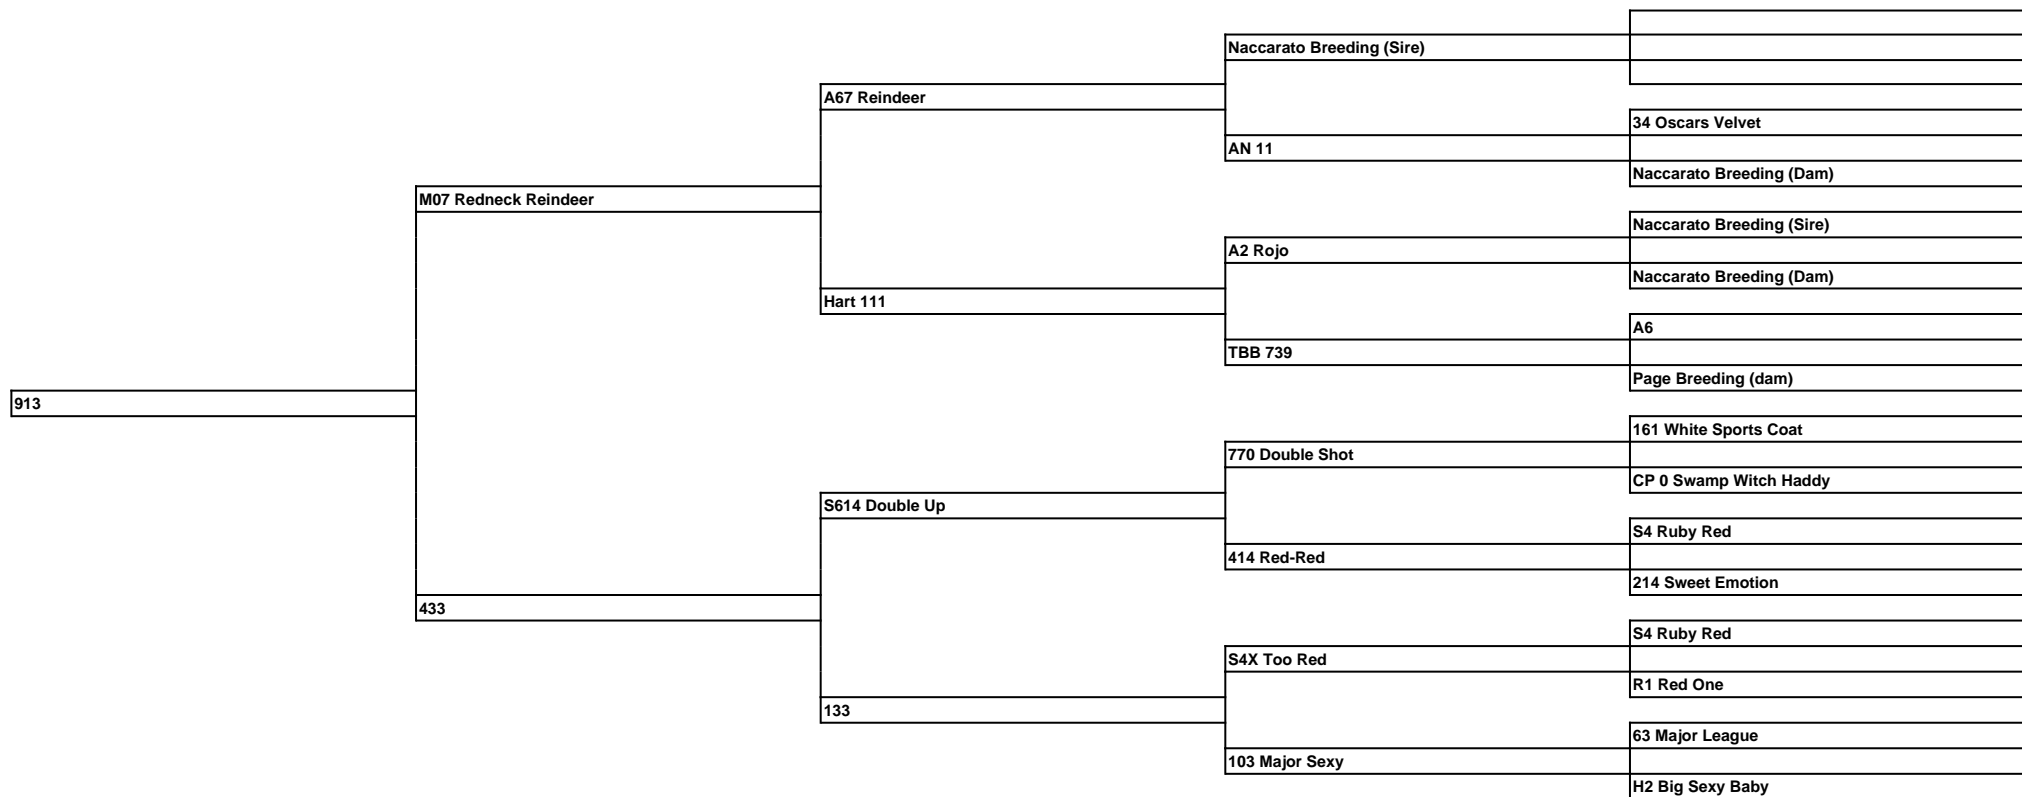 Naccarato Breeding (Sire)
A67 Reindeer
34 Oscars Velvet
AN 11
Naccarato Breeding (Dam)
M07 Redneck Reindeer
Naccarato Breeding (Sire)
A2 Rojo
Naccarato Breeding (Dam)
Hart 111
A6
TBB 739
Page Breeding (dam)
913
161 White Sports Coat
770 Double Shot
CP 0 Swamp Witch Haddy
S614 Double Up
S4 Ruby Red
414 Red-Red
214 Sweet Emotion
433
S4 Ruby Red
S4X Too Red
R1 Red One
133
63 Major League
103 Major Sexy
H2 Big Sexy Baby